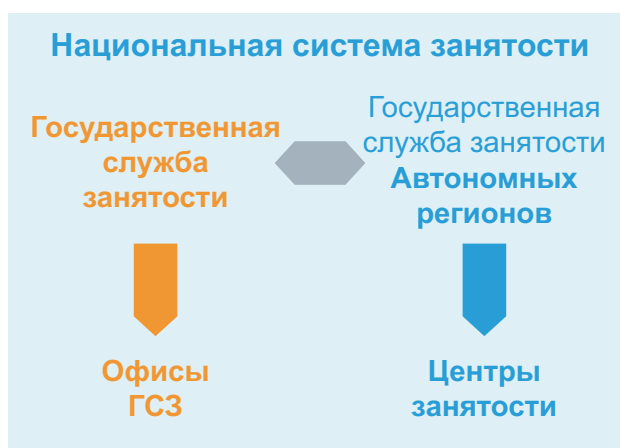 Национальная система занятости
Государственная
служба
занятости
Государственная
служба занятости
Автономных
регионов
Офисы
ГСЗ
Центры
занятости